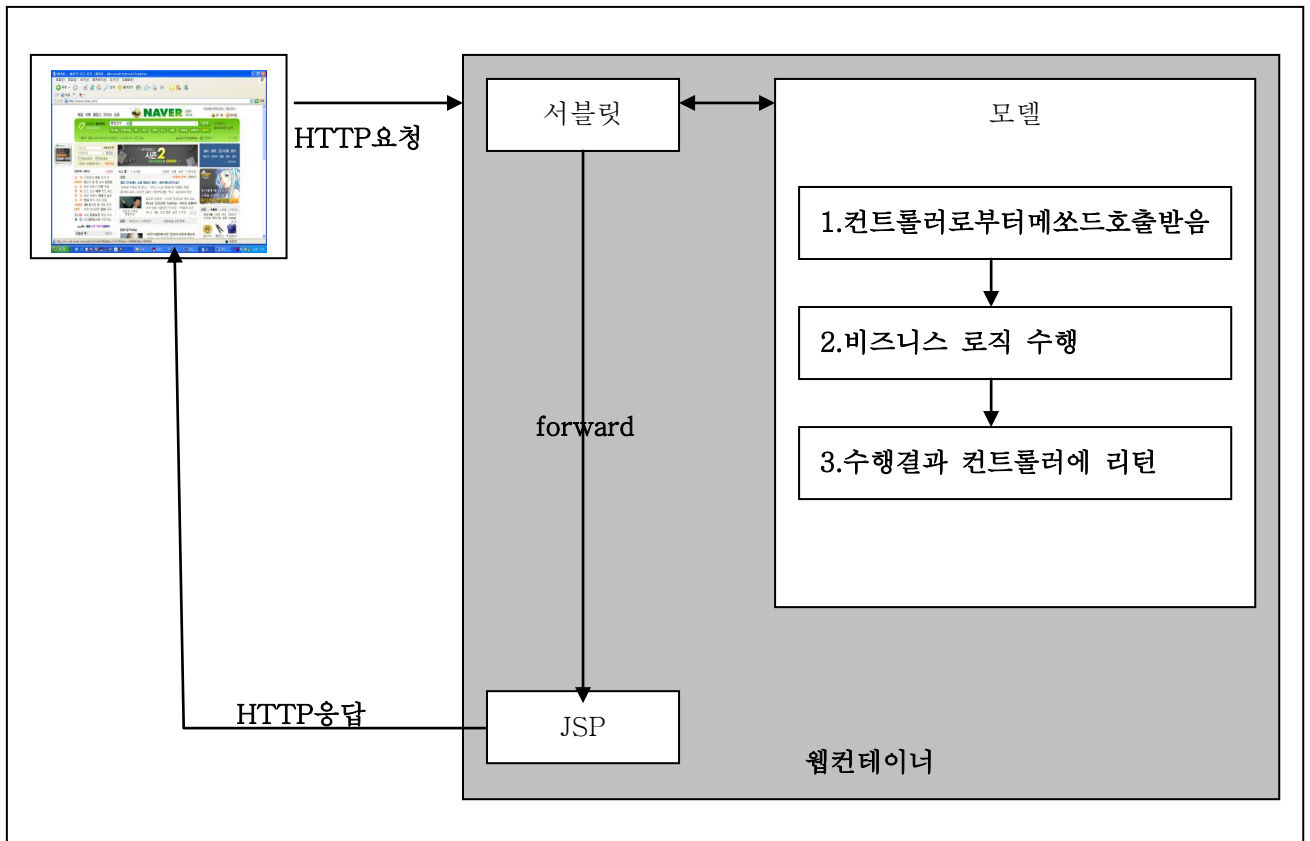 NAVER
시즌2
HTTP요청
서블릿
모델
1.컨트롤러로부터메쏘드호출받음
2.비즈니스 로직 수행
3.수행결과 컨트롤러에 리턴
forward
HTTP응답
JSP
웹컨테이너